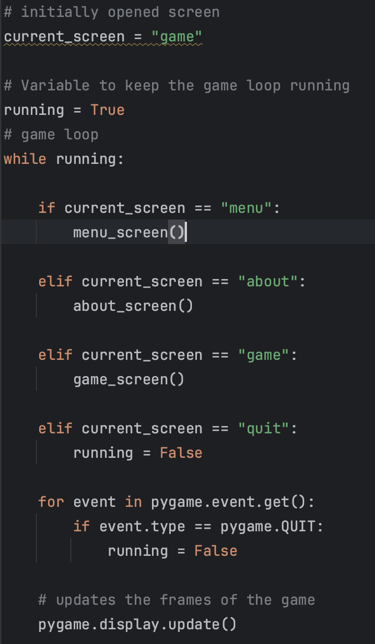 # initially opened screen
current_screen = "game"
# Variable to keep the game loop running
running = True
# game loop
while running:
if current_screen == "menu":
menu_screen()
elif current_screen == "about":
about_screen()
elif current_screen == "game":
game_screen()
elif current_screen == "quit":
running = False
for event in pygame.event.get():
if event.type == pygame.QUIT:
running = False
# updates the frames of the game
pygame.display.update()